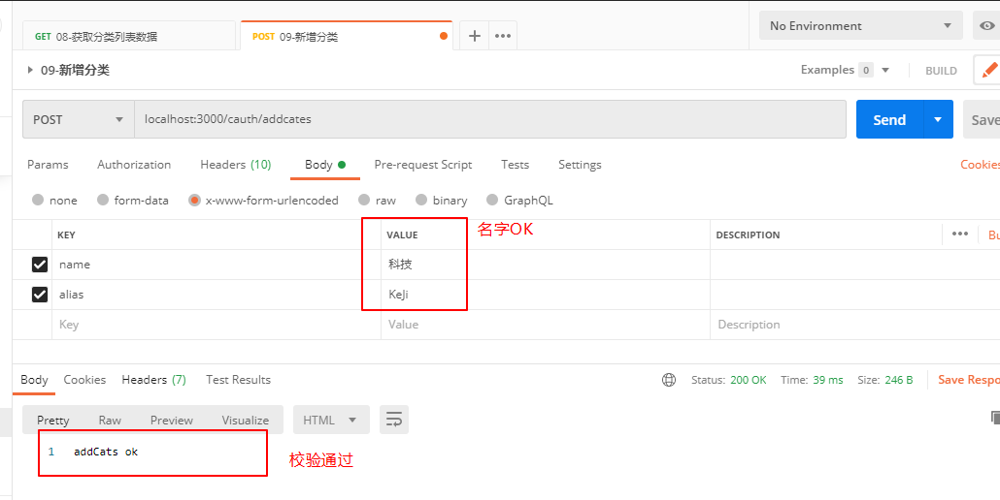 GET 08-获取分类列表数据
POST 09-新增分类
No Environment
09-新增分类
Examples 0
BUILD
POST
localhost:3000/cauth/addcates
Send
Save
Params Authorization Headers (10) Body Pre-request Script Tests Settings
Cookies
none form-data x-www-form-urlencoded raw binary GraphQL
KEY VALUE DESCRIPTION
Bu
名字OK
name 科技
alias KeJi
Key Value Description
Body Cookies Headers (7) Test Results
Status: 200 OK Time: 39 ms Size: 246 B
Save Respo
Pretty Raw Preview Visualize HTML
1 addCats ok
校验通过